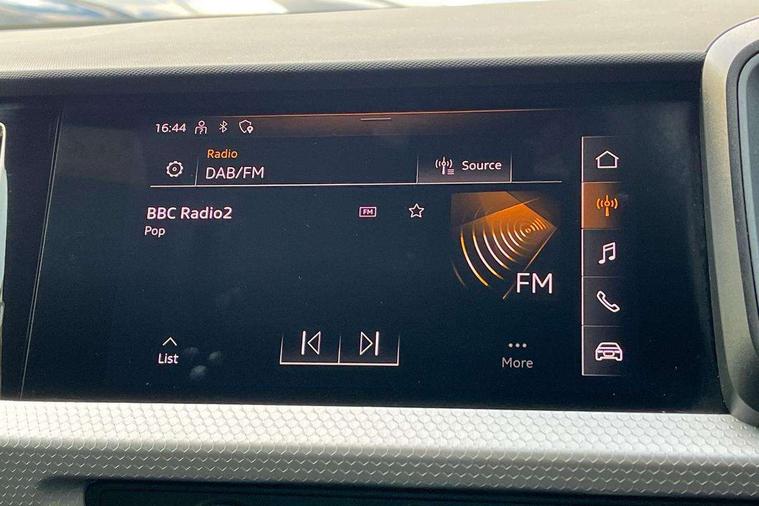 16:44
Radio
DAB/FM
Source
BBC Radio2
FM
Pop
FM
List
More